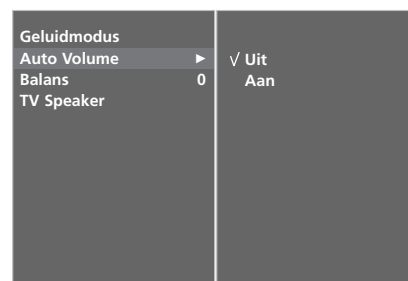 Geluidmodus
Auto Volume ►
Balans 0
TV Speaker
√ Uit
Aan